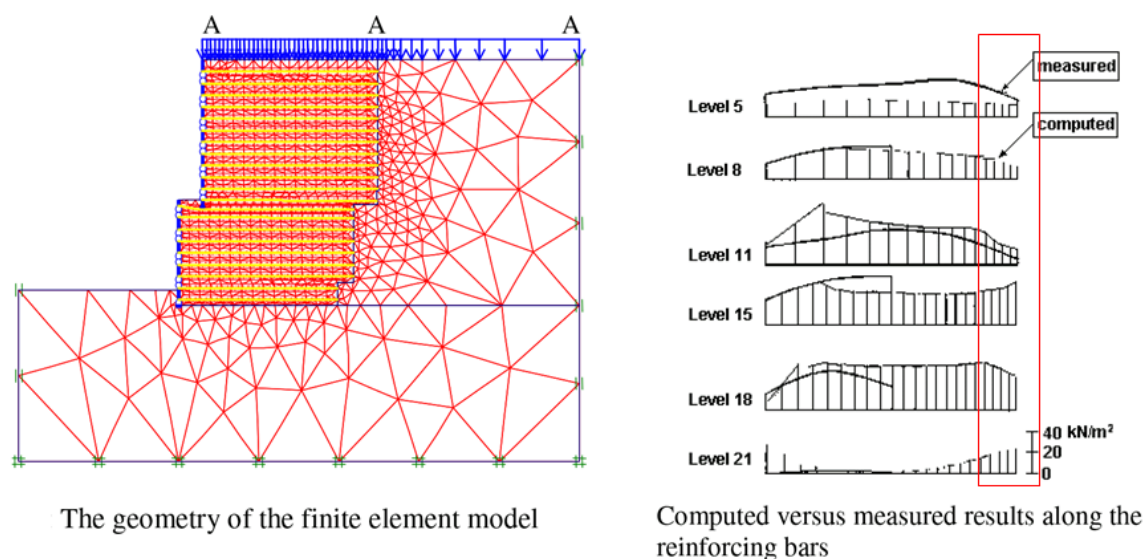 A A A
measured
Level 5
computed
Level 8
Level 11
Level 15
Level 18
40 kN/m²
20
Level 21
0
The geometry of the finite element model
Computed versus measured results along the
reinforcing bars